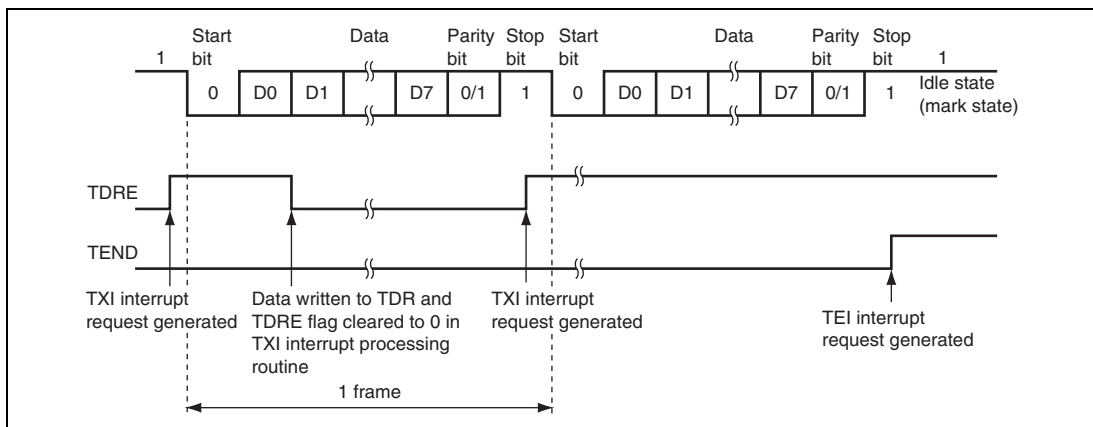 Start bit
Data
Parity bit
Stop bit
Start bit
Data
Parity bit
Stop bit
1
1
0
D0
D1
D7
0/1
1
0
D0
D1
D7
0/1
1
Idle state
(mark state)
TDRE
TEND
TXI interrupt
request generated
Data written to TDR and
TDRE flag cleared to 0 in
TXI interrupt processing
routine
TXI interrupt
request generated
TEI interrupt
request generated
1 frame